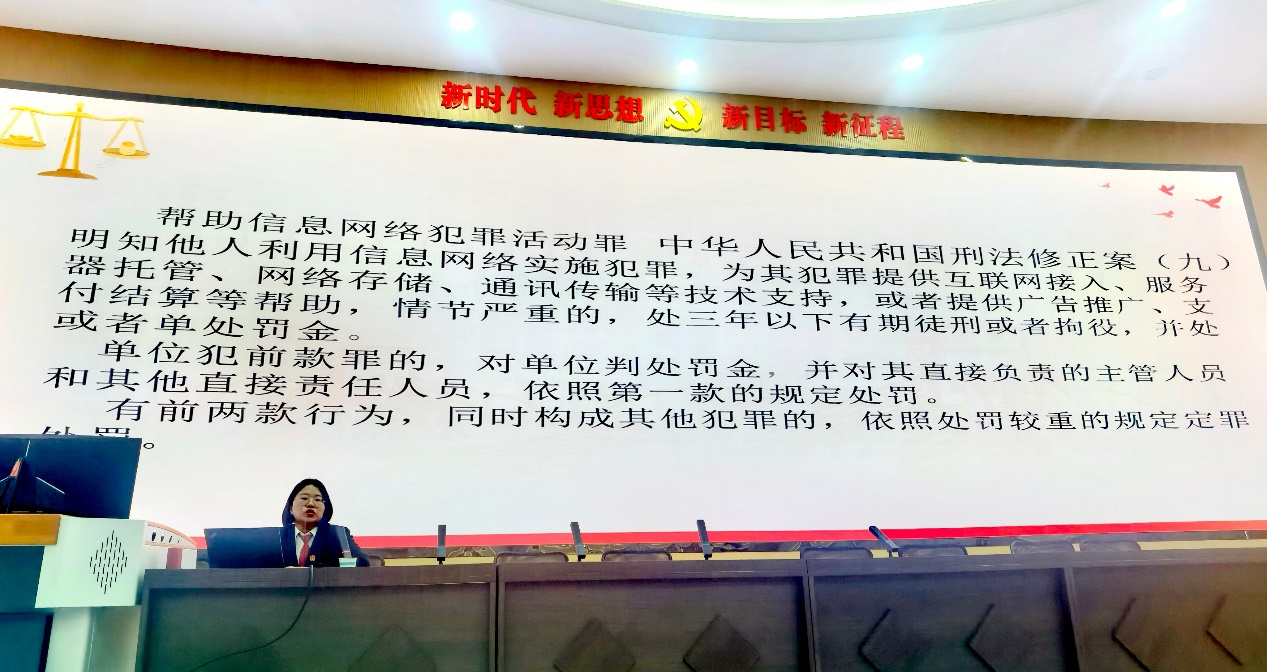 新时代 新思想 新目标 新征程
帮助信息网络犯罪活动罪 中华人民共和国刑法修正案（九）
明知他人利用信息网络实施犯罪，为其犯罪提供互联网接入、服务
器托管、网络存储、通讯传输等技术支持，或者提供广告推广、支
付结算等帮助，情节严重的，处三年以下有期徒刑或者拘役，并处
或者单处罚金。
单位犯前款罪的，对单位判处罚金，并对其直接负责的主管人员
和其他直接责任人员，依照第一款的规定处罚。
有前两款行为，同时构成其他犯罪的，依照处罚较重的规定定罪
处罚。